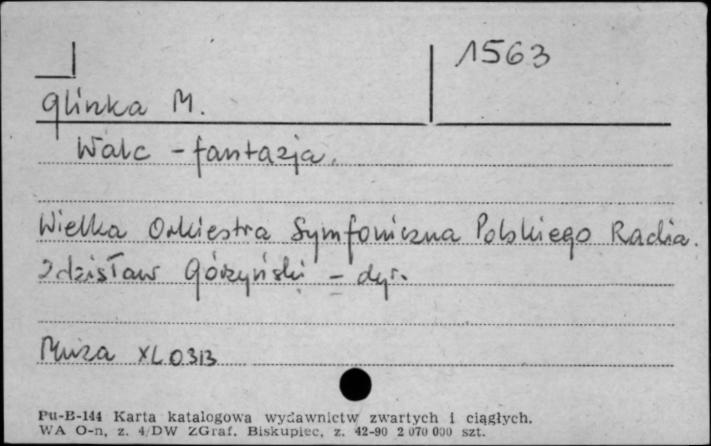 1563
Glinka M.
Walc - fantazja.
Wielka Orkiestra Symfoniczna Polskiego Radia.
Zdzisław Górzyński - dyr.
Muza XL 0313
Pu-B-144 Karta katalogowa wydawnictw zwartych i ciągłych.
WA O-n, z. 4/DW ZGraf. Biskupiec, z. 42-90 2 070 000 szt.